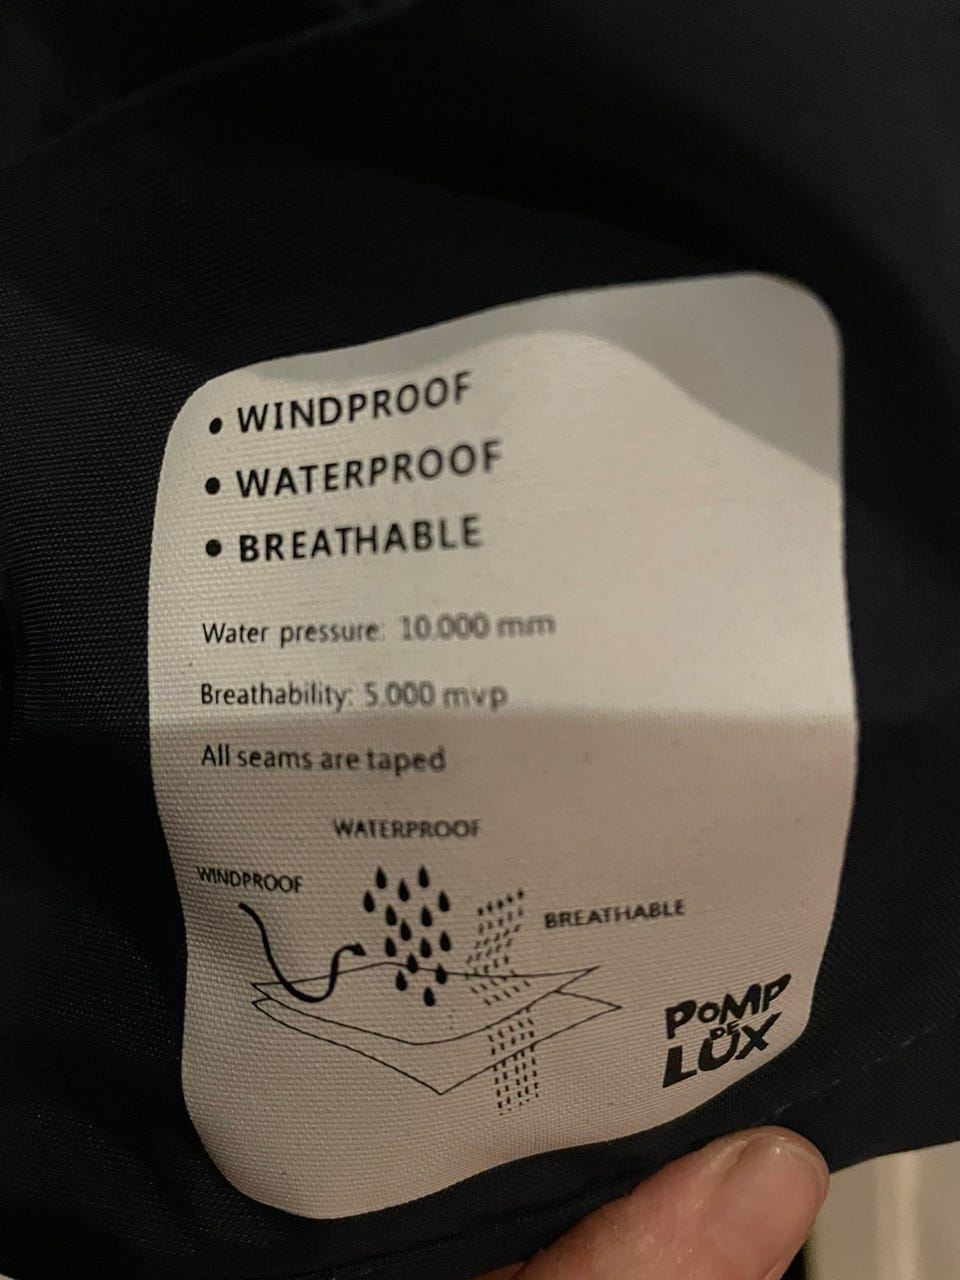 • WINDPROOF
• WATERPROOF
• BREATHABLE
Water pressure: 10.000 mm
Breathability: 5.000 mvp
All seams are taped
WATERPROOF
WINDPROOF
BREATHABLE
POMP
DE
LUX